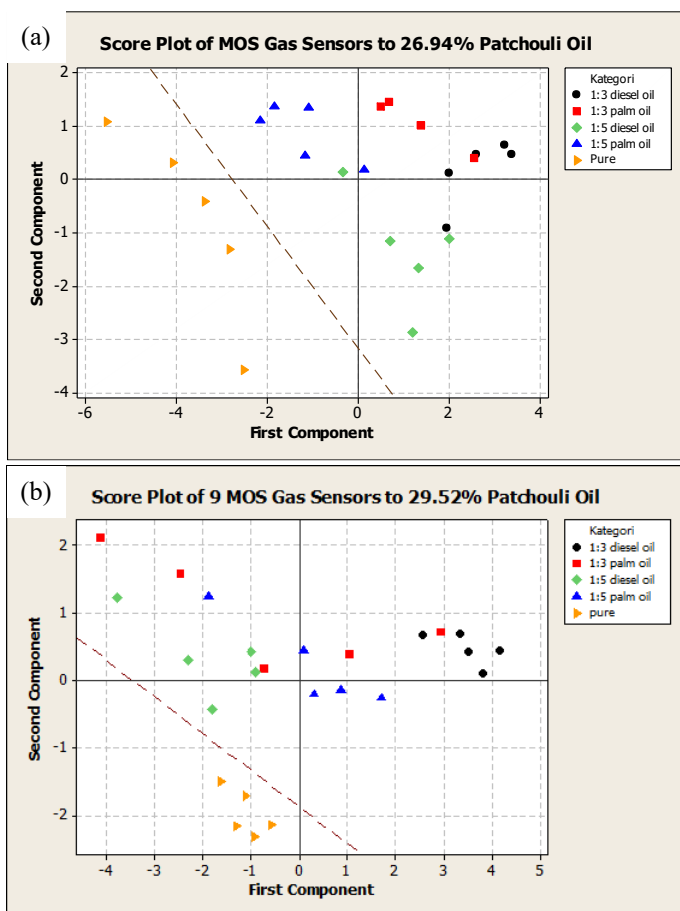 (a)
Score Plot of MOS Gas Sensors to 26.94% Patchouli Oil
Kategori
1:3 diesel oil
1:3 palm oil
1:5 diesel oil
1:5 palm oil
Pure
2
1
0
-1
-2
-3
-4
Second Component
-6
-4
-2
0
2
4
First Component
(b)
Score Plot of 9 MOS Gas Sensors to 29.52% Patchouli Oil
Kategori
1:3 diesel oil
1:3 palm oil
1:5 diesel oil
1:5 palm oil
pure
2
1
0
-1
-2
Second Component
-4
-3
-2
-1
0
1
2
3
4
5
First Component